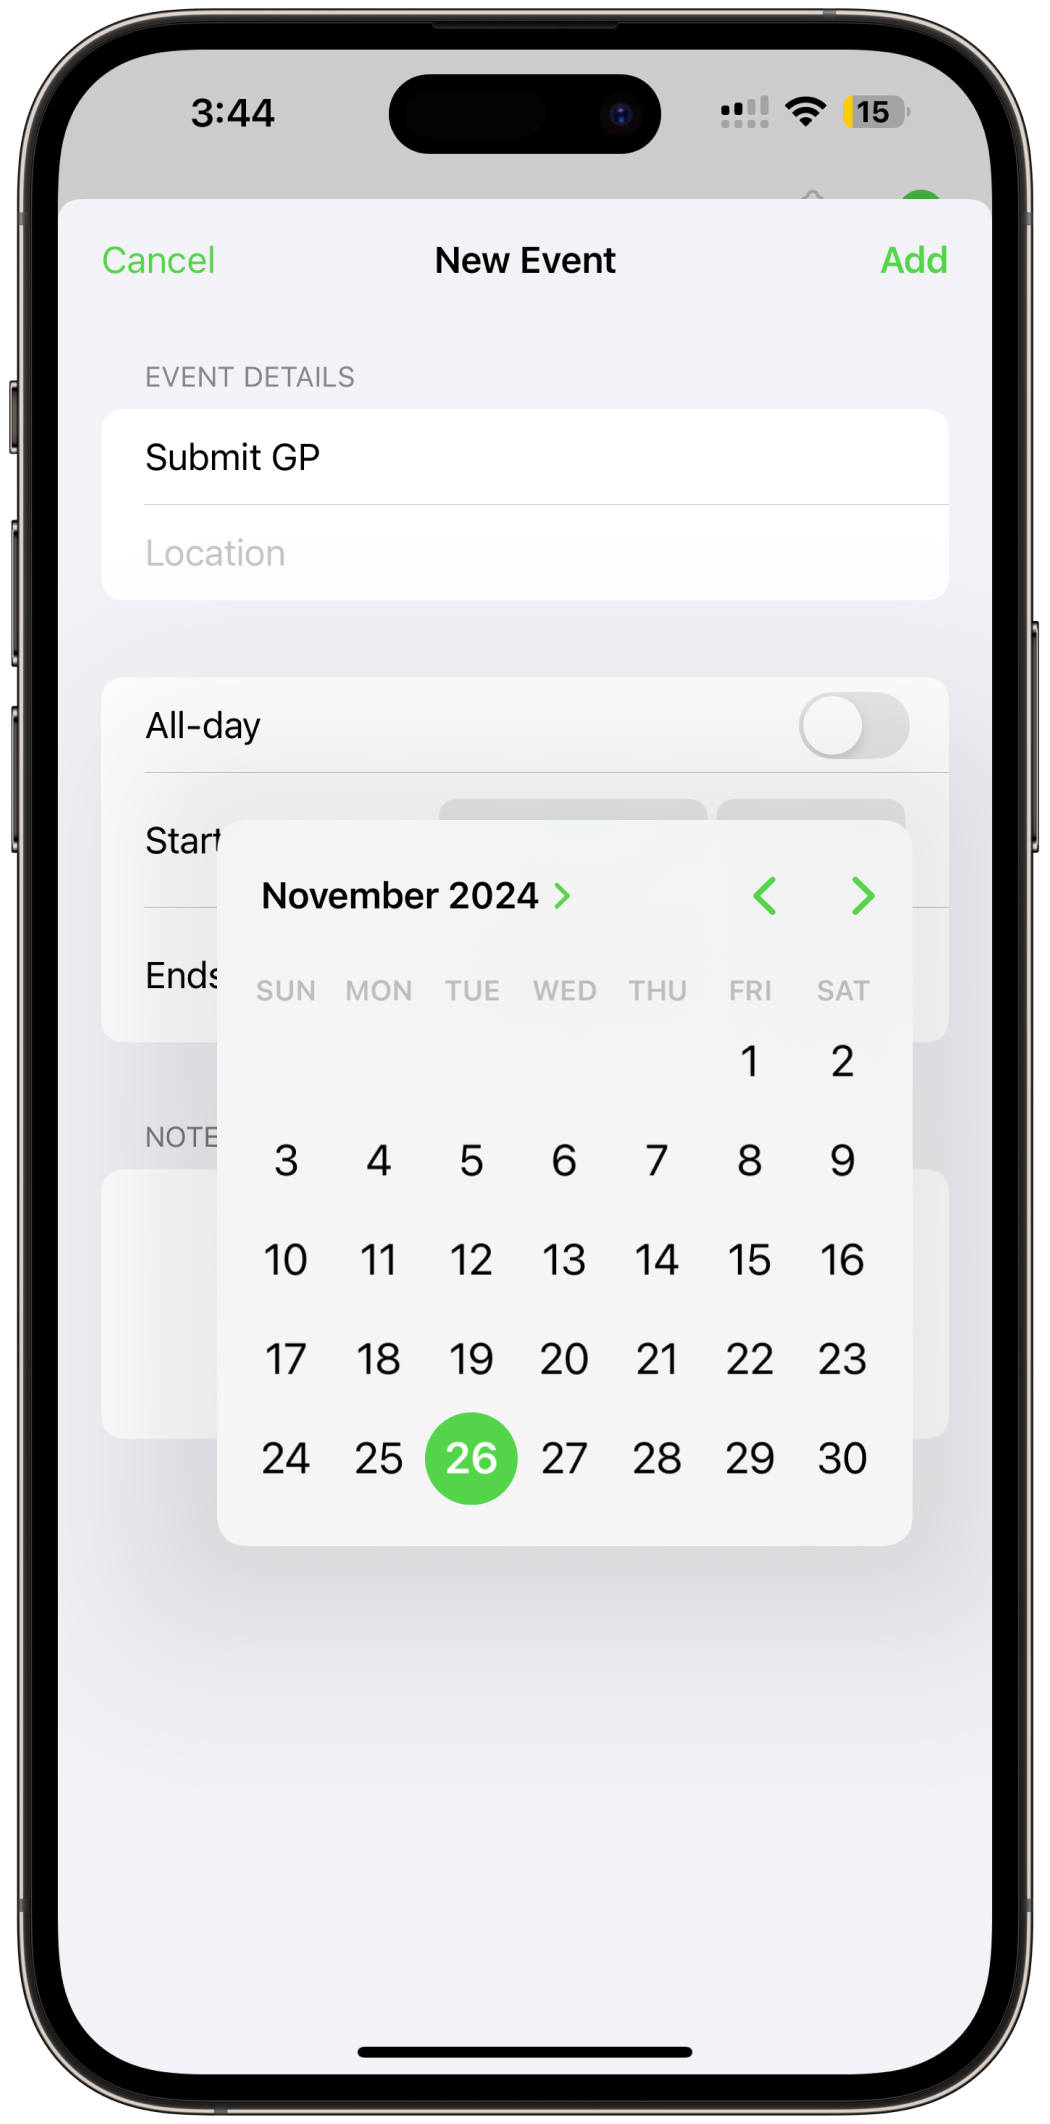 3:44 15
Cancel New Event Add
EVENT DETAILS
Submit GP
Location
All-day
Start
November 2024
Ends
SUN MON TUE WED THU FRI SAT
1 2
NOTE
3 4 5 6 7 8 9
10 11 12 13 14 15 16
17 18 19 20 21 22 23
24 25 26 27 28 29 30